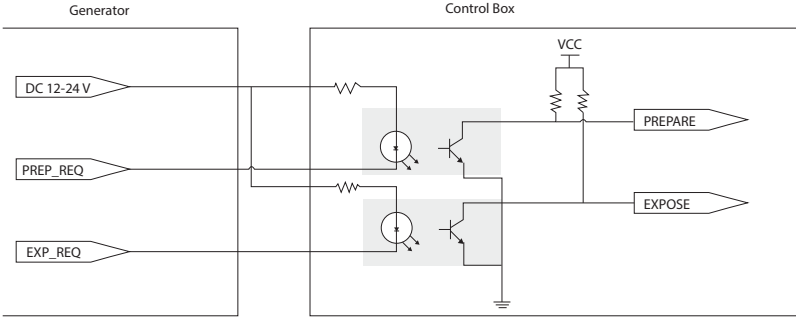 Generator
Control Box
VCC
DC 12-24 V
PREPARE
PREP_REQ
EXPOSE
EXP_REQ